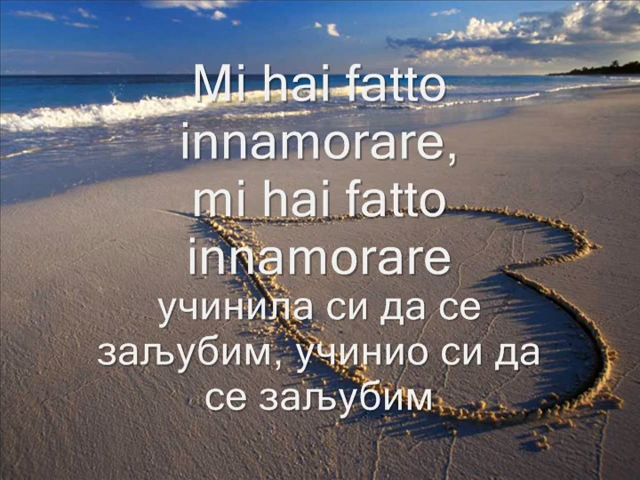 Mi hai fatto
innamorare,
mi hai fatto
innamorare
учинила си да се
заљубим, учинио си да
се заљубим